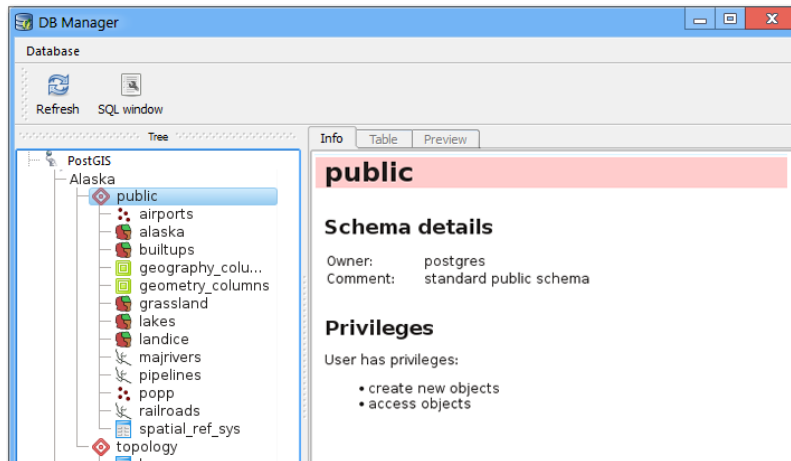 DB Manager
Database
Refresh SQL window
Tree
PostGIS
Alaska
public
airports
alaska
builtups
geography_colu...
geometry_columns
grassland
lakes
landice
majrivers
pipelines
popp
railroads
spatial_ref_sys
topology
Info Table Preview
public
Schema details
Owner: postgres
Comment: standard public schema
Privileges
User has privileges:
• create new objects
• access objects